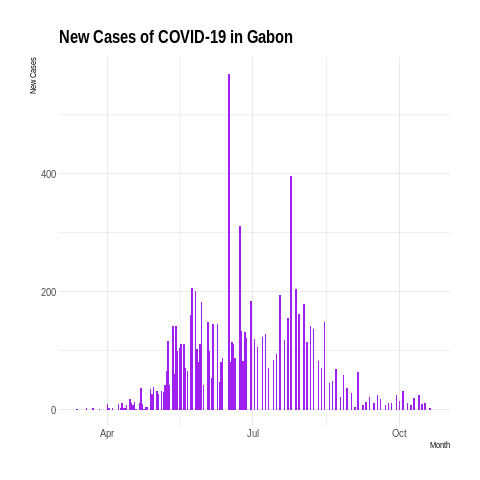 New Cases of COVID-19 in Gabon
New Cases
400
200
0
Apr
Jul
Oct
Month